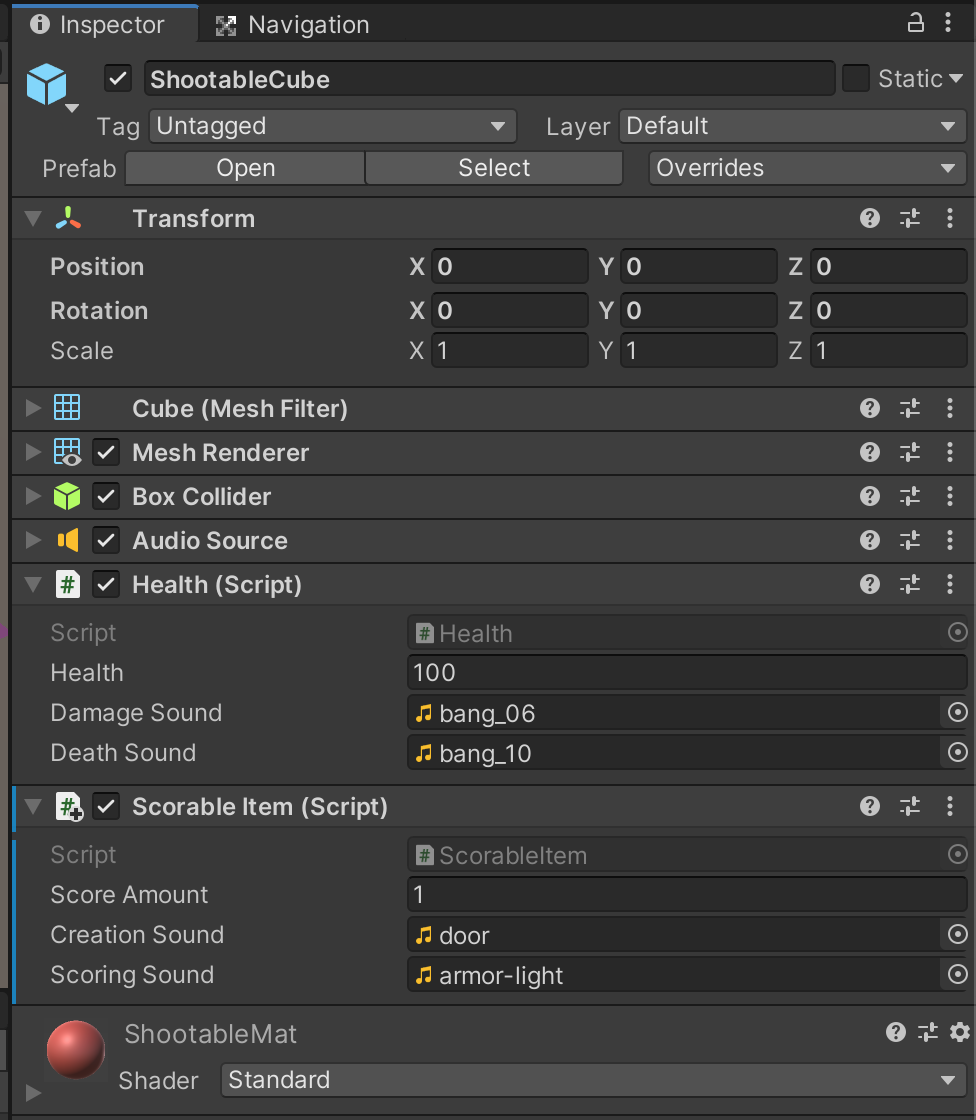 Inspector Navigation
ShootableCube Static
Tag Untagged Layer Default
Prefab Open Select Overrides
Transform
Position X 0 Y 0 Z 0
Rotation X 0 Y 0 Z 0
Scale X 1 Y 1 Z 1
Cube (Mesh Filter)
Mesh Renderer
Box Collider
Audio Source
# Health (Script)
Script # Health
Health 100
Damage Sound bang_06
Death Sound bang_10
# Scorable Item (Script)
Script # ScorableItem
Score Amount 1
Creation Sound door
Scoring Sound armor-light
ShootableMat
Shader Standard